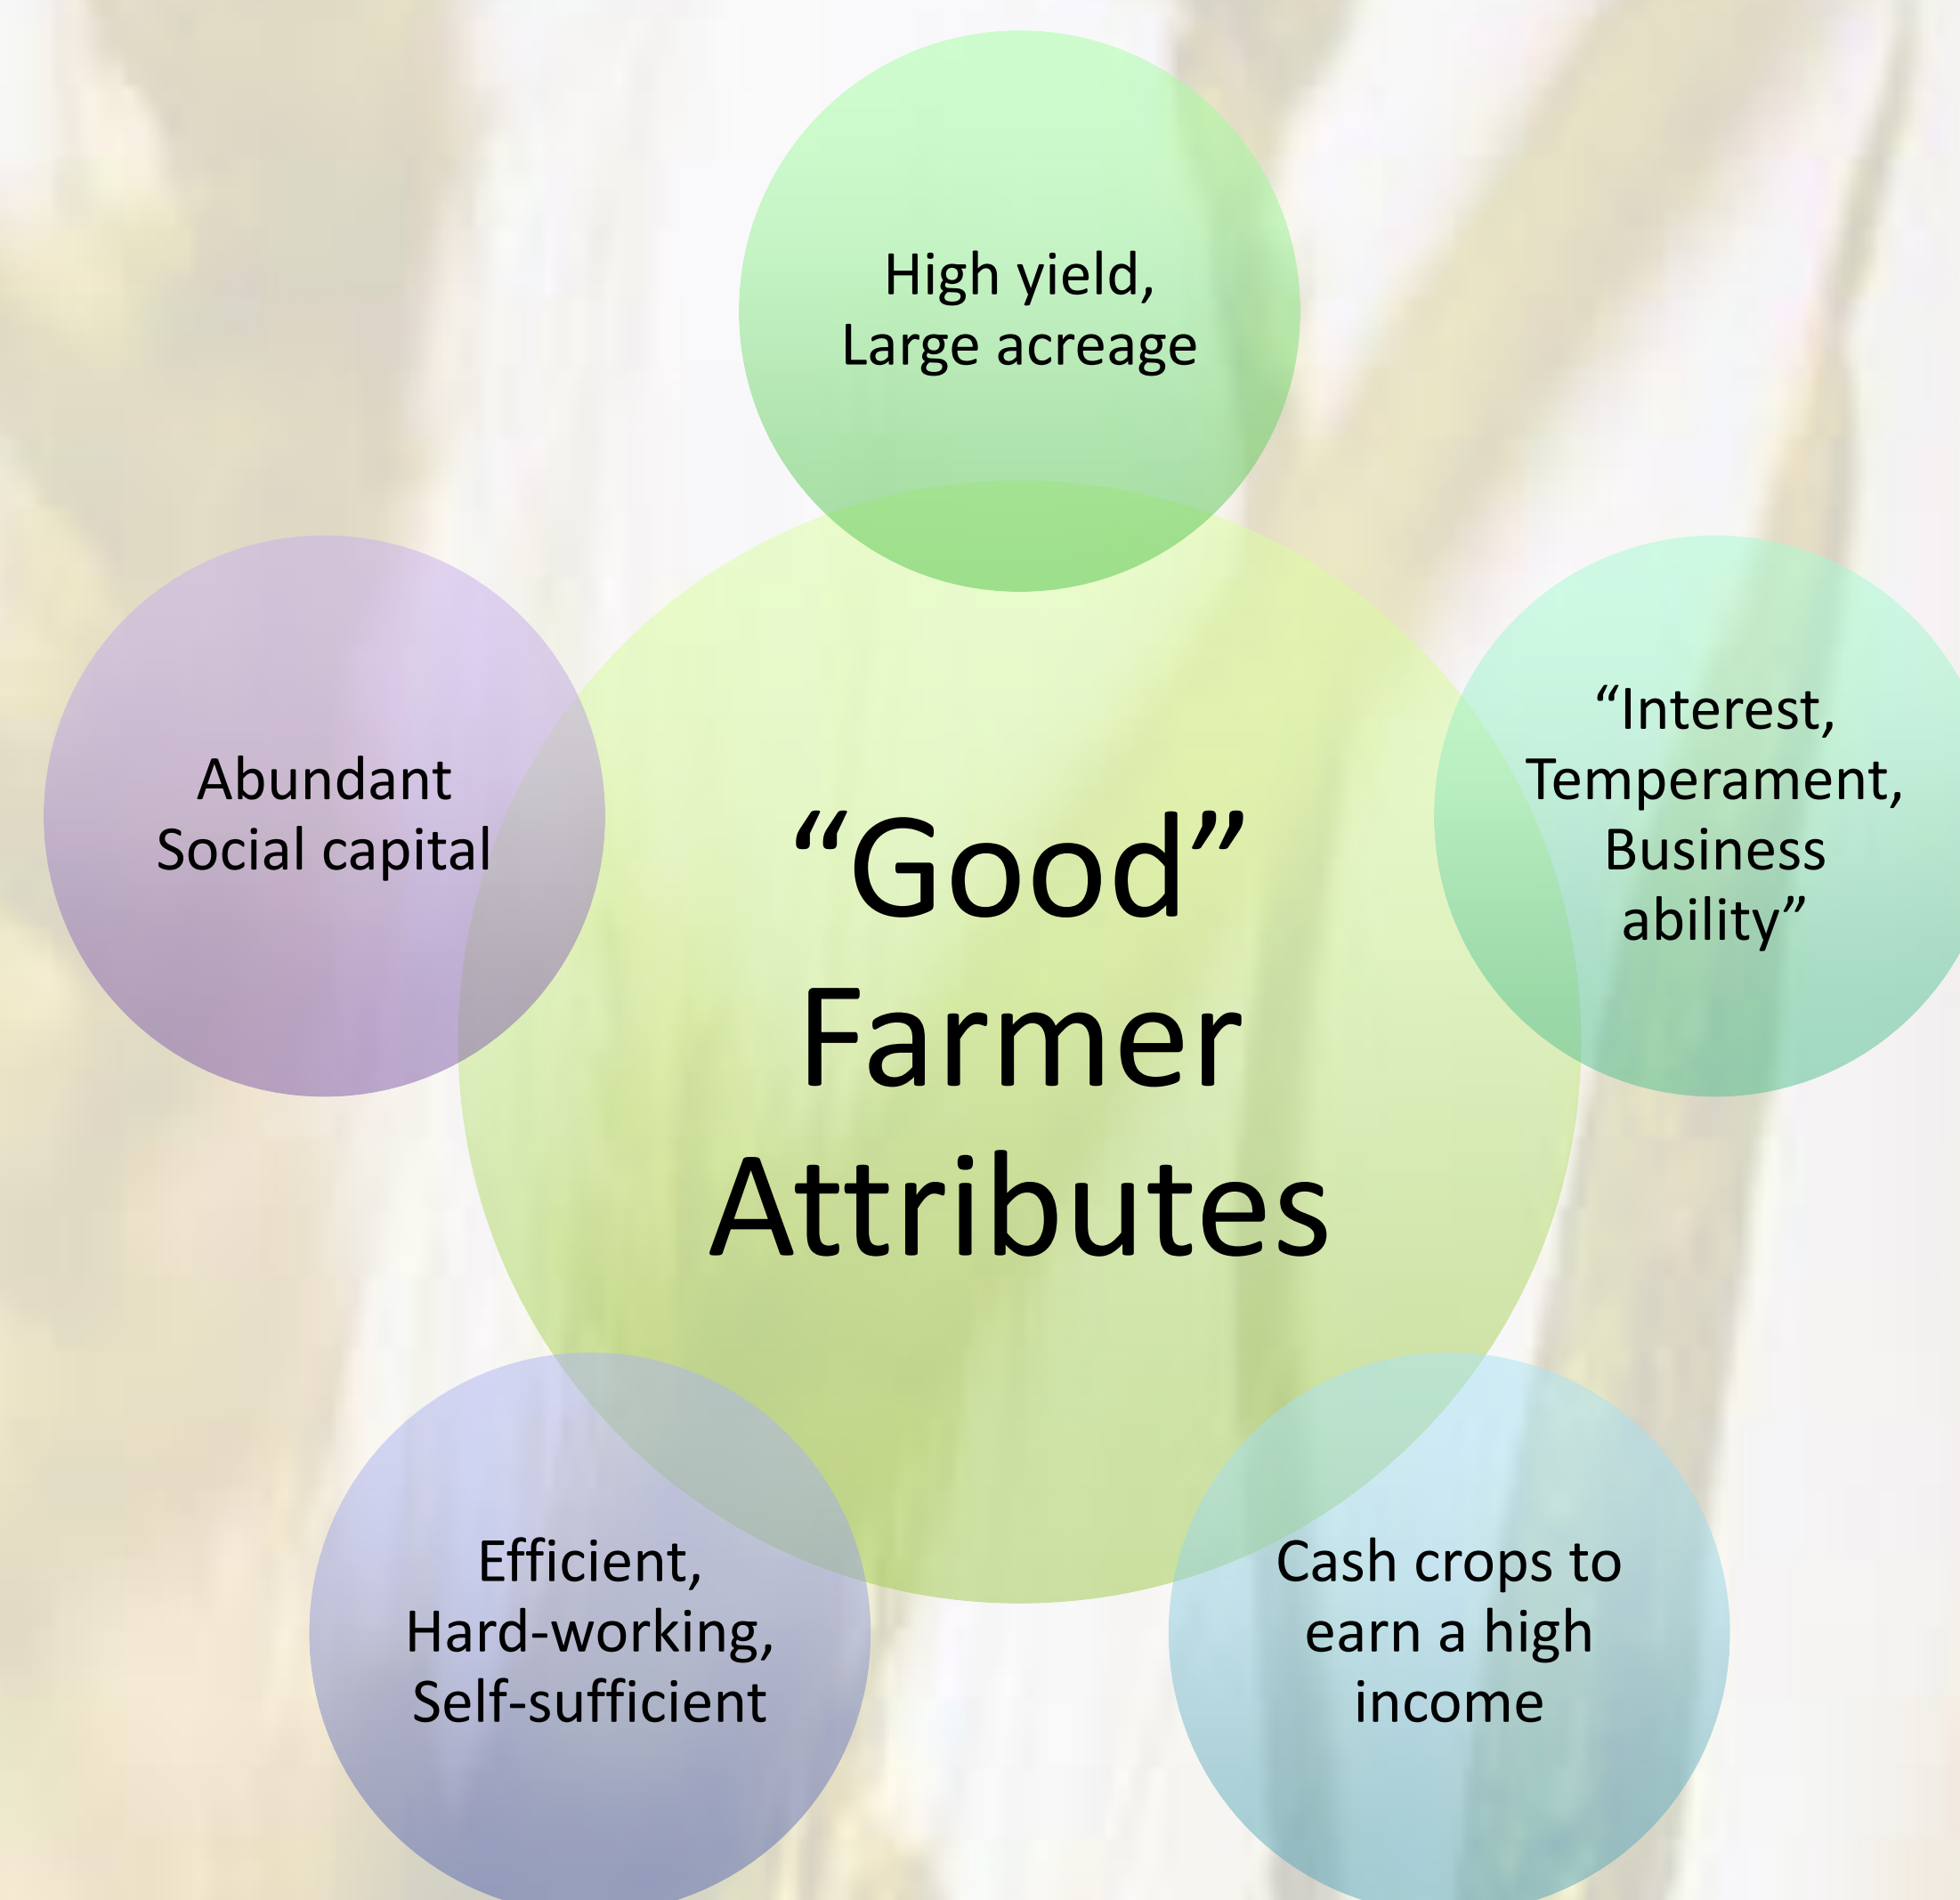 High yield,
Large acreage
“Interest,
Temperament,
Business
ability”
Abundant
Social capital
“Good”
Farmer
Attributes
Efficient,
Hard-working,
Self-sufficient
Cash crops to
earn a high
income